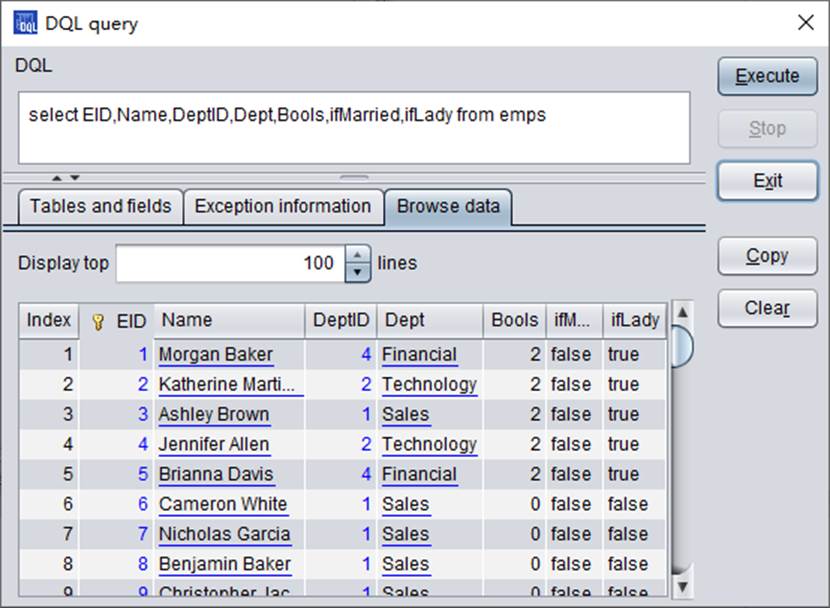 DQL query
DQL
Execute
select EID,Name,DeptID,Dept,Bools,ifMarried,ifLady from emps
Stop
Exit
Tables and fields Exception information Browse data
Display top 100 lines
Copy
Clear
Index EID Name DeptID Dept Bools ifM... ifLady
1 1 Morgan Baker 4 Financial 2 false true
2 2 Katherine Marti... 2 Technology 2 false true
3 3 Ashley Brown 1 Sales 2 false true
4 4 Jennifer Allen 2 Technology 2 false true
5 5 Brianna Davis 4 Financial 2 false true
6 6 Cameron White 1 Sales 0 false false
7 7 Nicholas Garcia 1 Sales 0 false false
8 8 Benjamin Baker 1 Sales 0 false false
9 9 Christopher Jac 1 Sales 0 false false